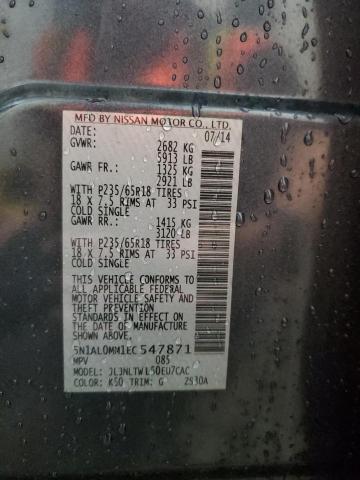 MFD BY NISSAN MOTOR CO., LTD.
DATE: 07/14
GVWR: 2682 KG
5913 LB
GAWR FR.: 1325 KG
2921 LB
WITH P235/65R18 TIRES
18 X 7.5 RIMS AT 33 PSI
COLD SINGLE
GAWR RR.: 1415 KG
3120 LB
WITH P235/65R18 TIRES
18 X 7.5 RIMS AT 33 PSI
COLD SINGLE
THIS VEHICLE CONFORMS TO
ALL APPLICABLE FEDERAL
MOTOR VEHICLE SAFETY AND
THEFT PREVENTION
STANDARDS IN EFFECT ON
THE DATE OF MANUFACTURE
SHOWN ABOVE.
5N1AL0MM1EC547871
MPV 085
MODEL: JLJNLTWL50EU7CAC
COLOR: K50 TRIM: G 2930A